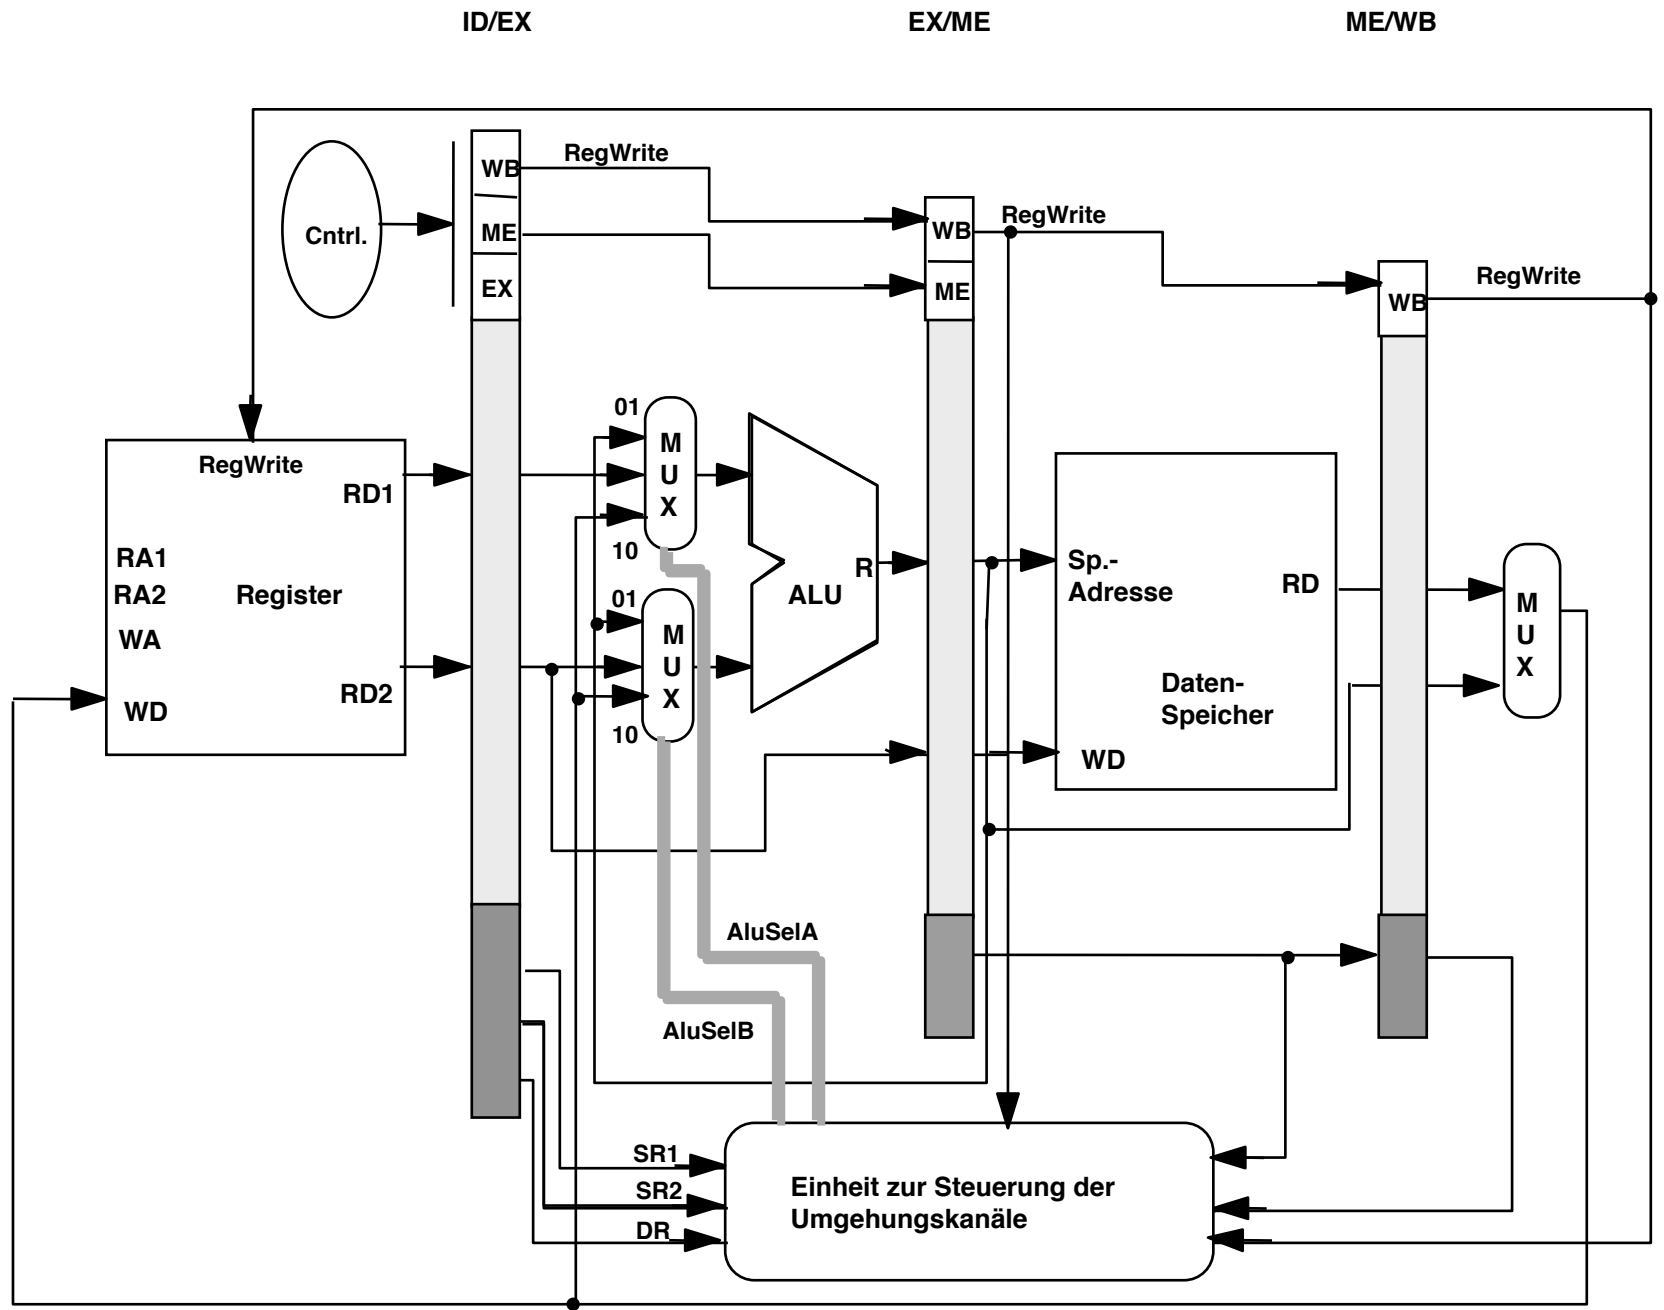 ID/EX
EX/ME
ME/WB
WB
RegWrite
Cntrl.
ME
EX
WB
RegWrite
ME
WB
RegWrite
RegWrite
RD1
RA1
RA2
Register
WA
RD2
WD
01
M
U
X
10
01
M
U
X
10
R
ALU
Sp.-
Adresse
RD
Daten-
Speicher
WD
M
U
X
AluSelA
AluSelB
SR1
SR2
DR
Einheit zur Steuerung der
Umgehungskanäle